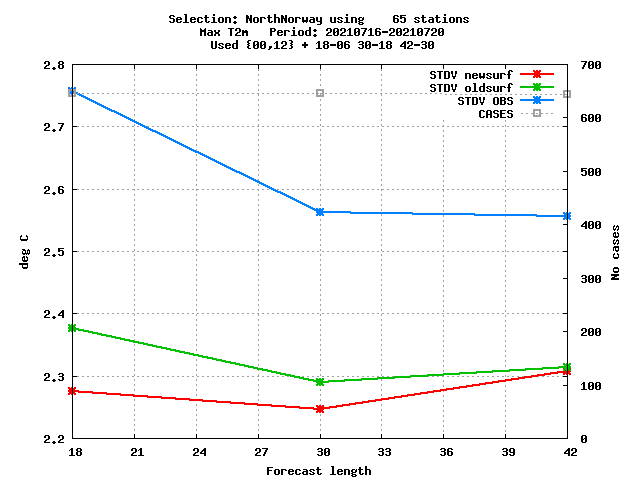 Selection: NorthNorway using    65 stations
Max T2m   Period: 20210716-20210720
Used {00,12} + 18-06 30-18 42-30
STDV newsurf
STDV oldsurf
STDV OBS
CASES
deg C
2.8
2.7
2.6
2.5
2.4
2.3
2.2
700
600
500
400
300
200
100
0
No cases
18 21 24 27 30 33 36 39 42
Forecast length